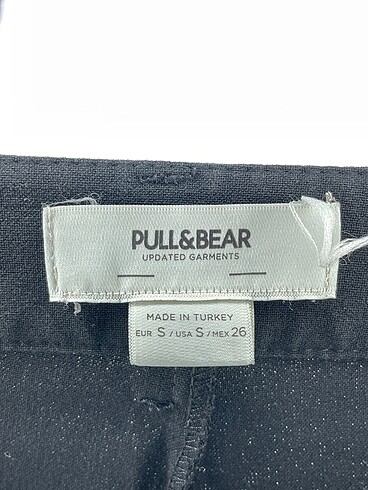 PULL&BEAR
UPDATED GARMENTS
MADE IN TURKEY
EUR S / USA S / MEX 26